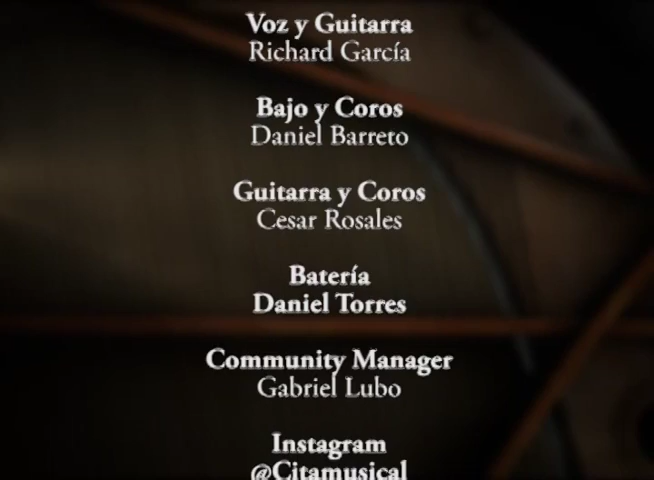 Voz y Guitarra
Richard García
Bajo y Coros
Daniel Barreto
Guitarra y Coros
Cesar Rosales
Batería
Daniel Torres
Community Manager
Gabriel Lubo
Instagram
@Citamusical